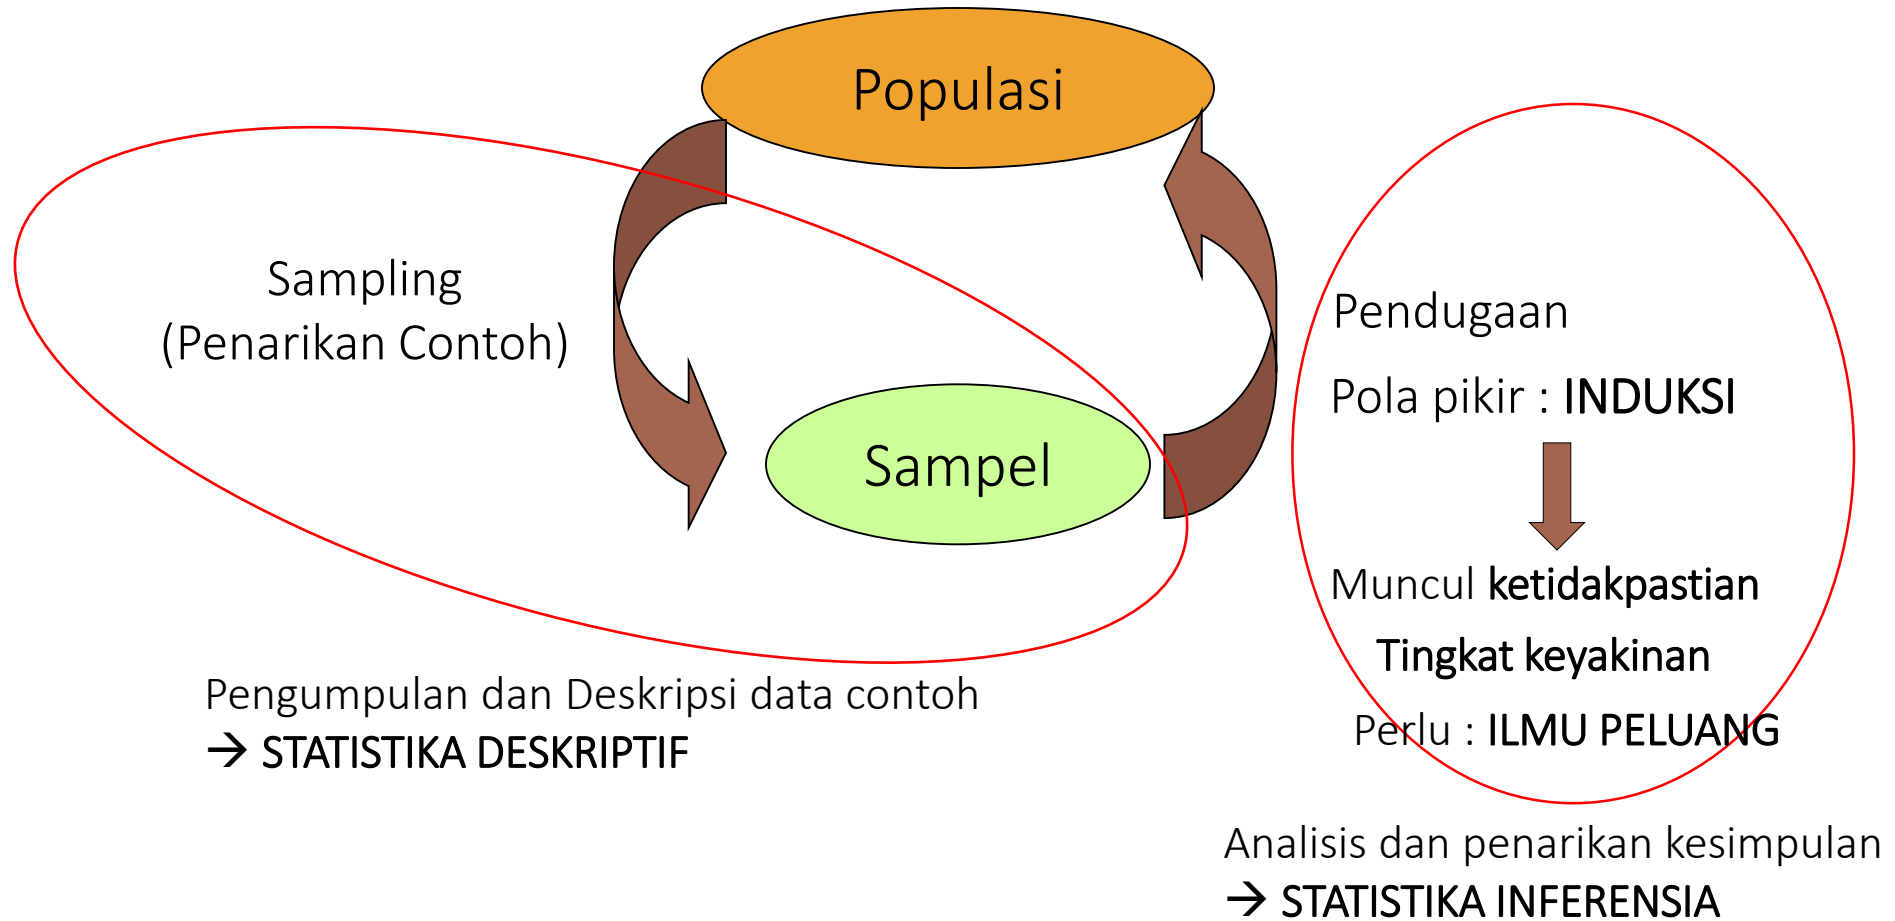 Populasi
Sampling
(Penarikan Contoh)
Sampel
Pendugaan
Pola pikir : INDUKSI
Muncul ketidakpastian
Tingkat keyakinan
Perlu : ILMU PELUANG
Pengumpulan dan Deskripsi data contoh
→ STATISTIKA DESKRIPTIF
Analisis dan penarikan kesimpulan
→ STATISTIKA INFERENSIA